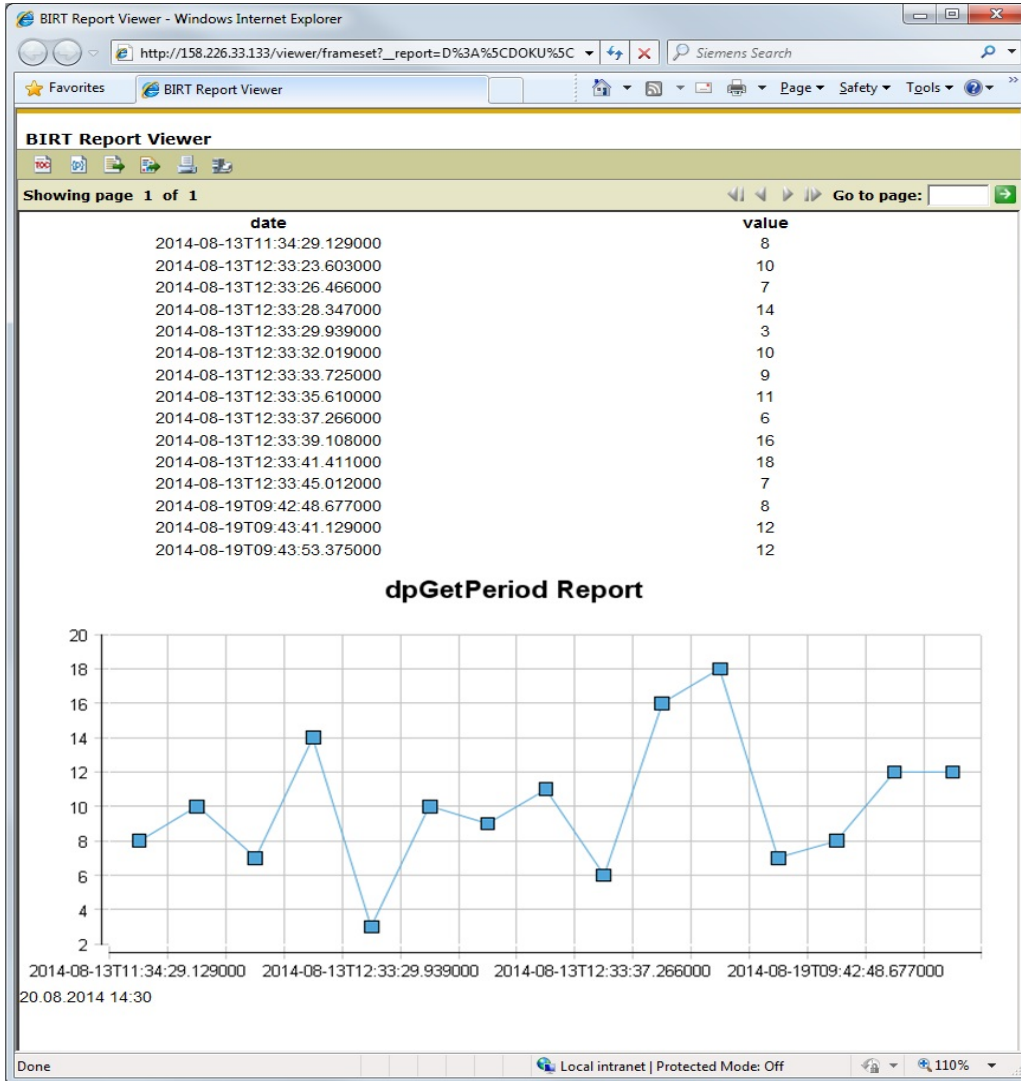 BIRT Report Viewer - Windows Internet Explorer
http://158.226.33.133/viewer/frameset?__report=D%3A%5CDOKU%5C
Siemens Search
Favorites
BIRT Report Viewer
Page
Safety
Tools
BIRT Report Viewer
TOC
Showing page 1 of 1
Go to page:
date value
2014-08-13T11:34:29.129000 8
2014-08-13T12:33:23.603000 10
2014-08-13T12:33:26.466000 7
2014-08-13T12:33:28.347000 14
2014-08-13T12:33:29.939000 3
2014-08-13T12:33:32.019000 10
2014-08-13T12:33:33.725000 9
2014-08-13T12:33:35.610000 11
2014-08-13T12:33:37.266000 6
2014-08-13T12:33:39.108000 16
2014-08-13T12:33:41.411000 18
2014-08-13T12:33:45.012000 7
2014-08-19T09:42:48.677000 8
2014-08-19T09:43:41.129000 12
2014-08-19T09:43:53.375000 12
dpGetPeriod Report
20
18
16
14
12
10
8
6
4
2
2014-08-13T11:34:29.129000 2014-08-13T12:33:29.939000 2014-08-13T12:33:37.266000 2014-08-19T09:42:48.677000
20.08.2014 14:30
Done
Local intranet | Protected Mode: Off
110%